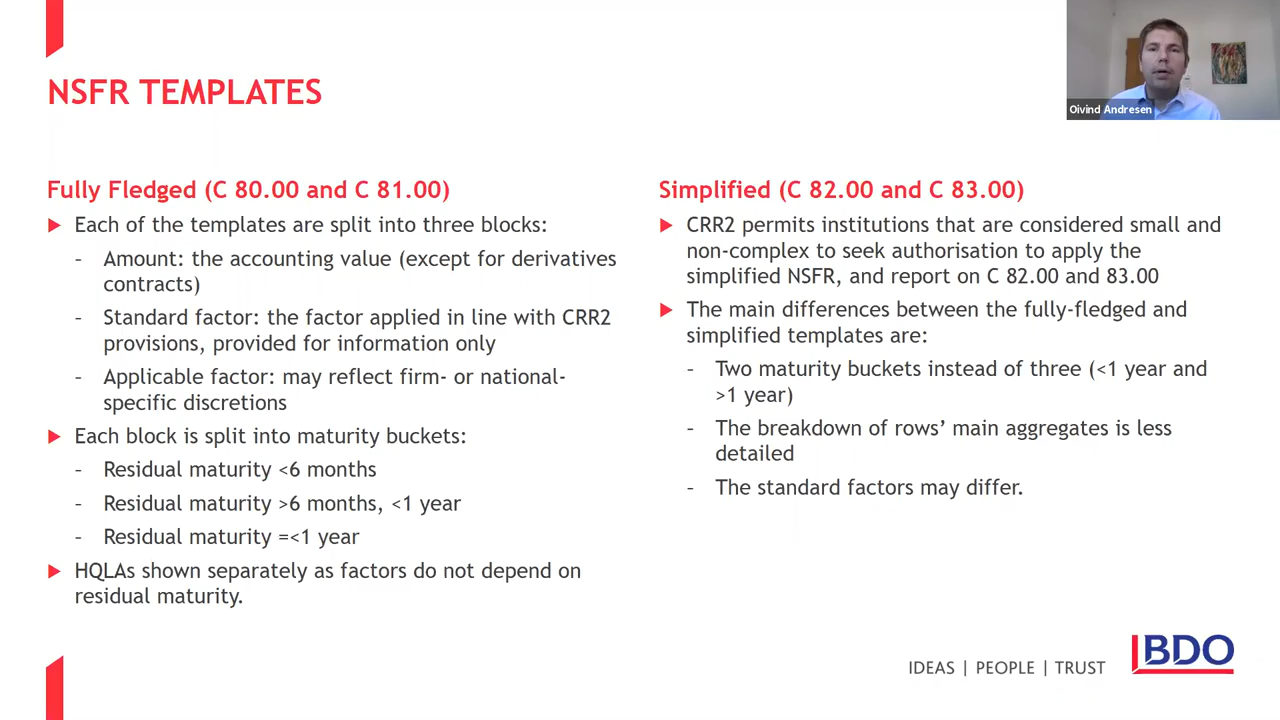 NSFR TEMPLATES
Oivind Andresen
Fully Fledged (C 80.00 and C 81.00)
Each of the templates are split into three blocks:
- Amount: the accounting value (except for derivatives
contracts)
- Standard factor: the factor applied in line with CRR2
provisions, provided for information only
- Applicable factor: may reflect firm- or national-
specific discretions
Each block is split into maturity buckets:
- Residual maturity <6 months
- Residual maturity >6 months, <1 year
- Residual maturity =<1 year
HQLAs shown separately as factors do not depend on
residual maturity.
Simplified (C 82.00 and C 83.00)
CRR2 permits institutions that are considered small and
non-complex to seek authorisation to apply the
simplified NSFR, and report on C 82.00 and 83.00
The main differences between the fully-fledged and
simplified templates are:
- Two maturity buckets instead of three (<1 year and
>1 year)
- The breakdown of rows’ main aggregates is less
detailed
- The standard factors may differ.
IDEAS | PEOPLE | TRUST
BDO